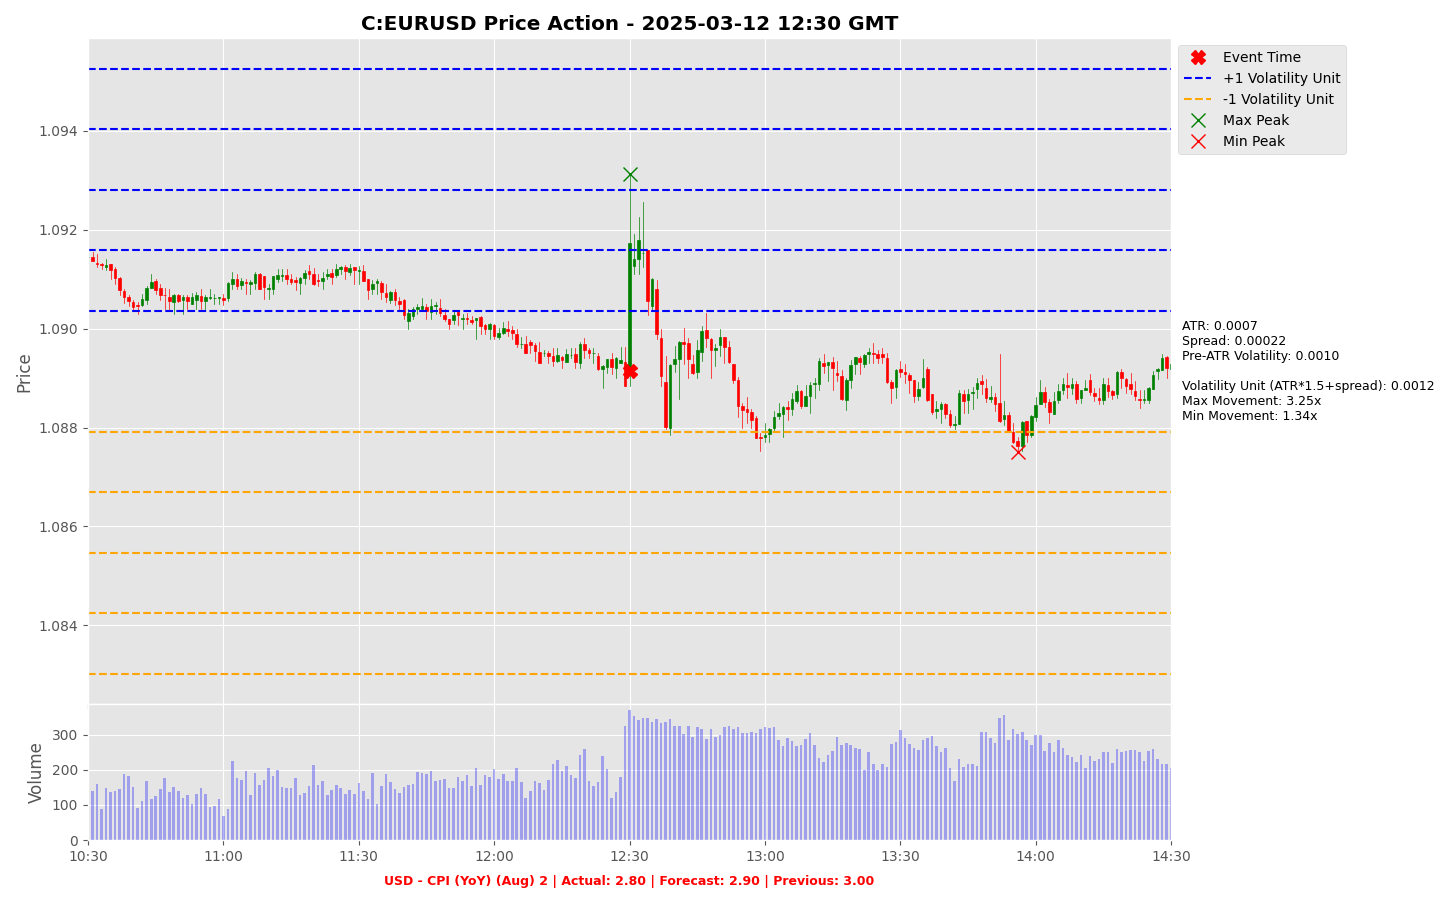 C:EURUSD Price Action - 2025-03-12 12:30 GMT
Event Time
+1 Volatility Unit
-1 Volatility Unit
Max Peak
Min Peak
Price
1.094
1.092
1.090
1.088
1.086
1.084
ATR: 0.0007
Spread: 0.00022
Pre-ATR Volatility: 0.0010
Volatility Unit (ATR*1.5+spread): 0.0012
Max Movement: 3.25x
Min Movement: 1.34x
Volume
300
200
100
0
10:30 11:00 11:30 12:00 12:30 13:00 13:30 14:00 14:30
USD - CPI (YoY) (Aug) 2 | Actual: 2.80 | Forecast: 2.90 | Previous: 3.00